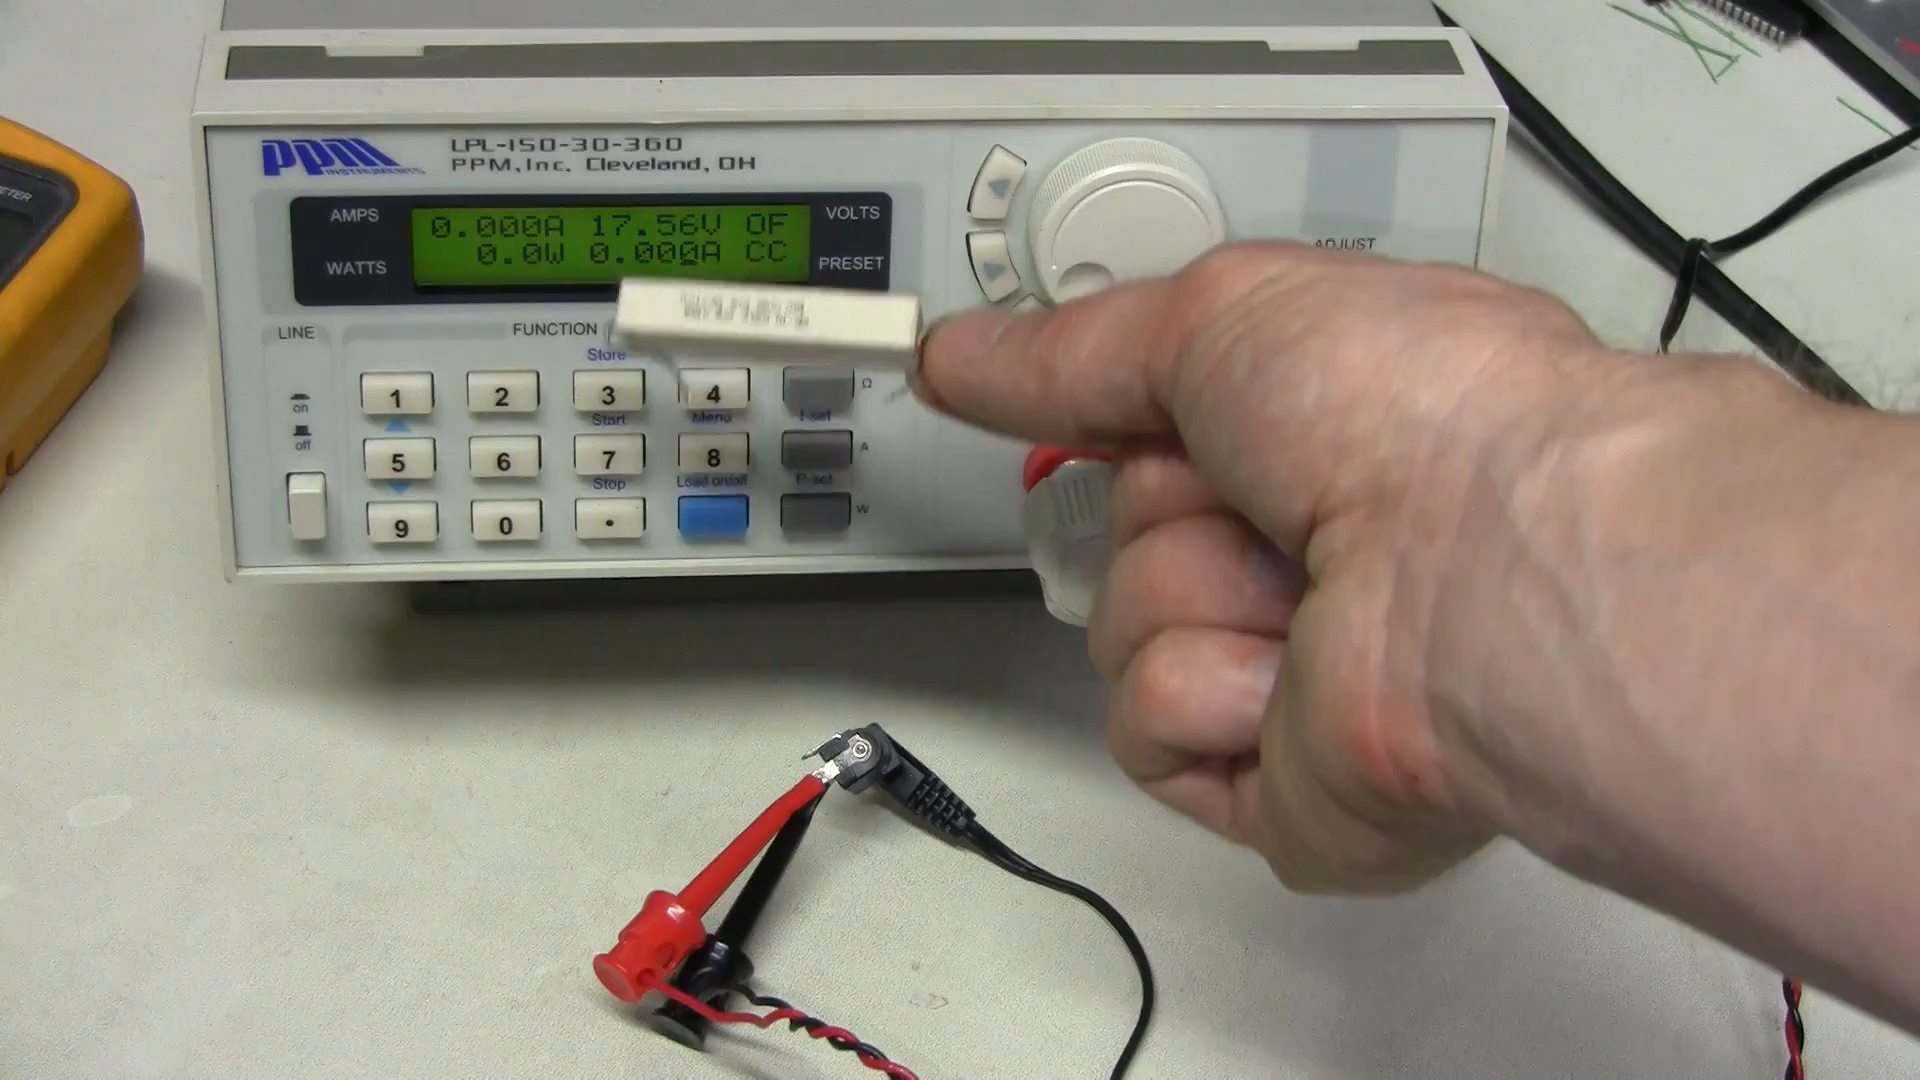 METER
ppm
INSTRUMENTS
LPL-150-30-360
PPM, Inc. Cleveland, OH
AMPS
0.000A 17.56V OF
VOLTS
WATTS
0.0W 0.000A CC
PRESET
ADJUST
LINE
FUNCTION
Store
on
off
1
2
3
4
Ω
Start
Menu
I-set
5
6
7
8
A
Stop
Load on/off
P-set
9
0
.
W